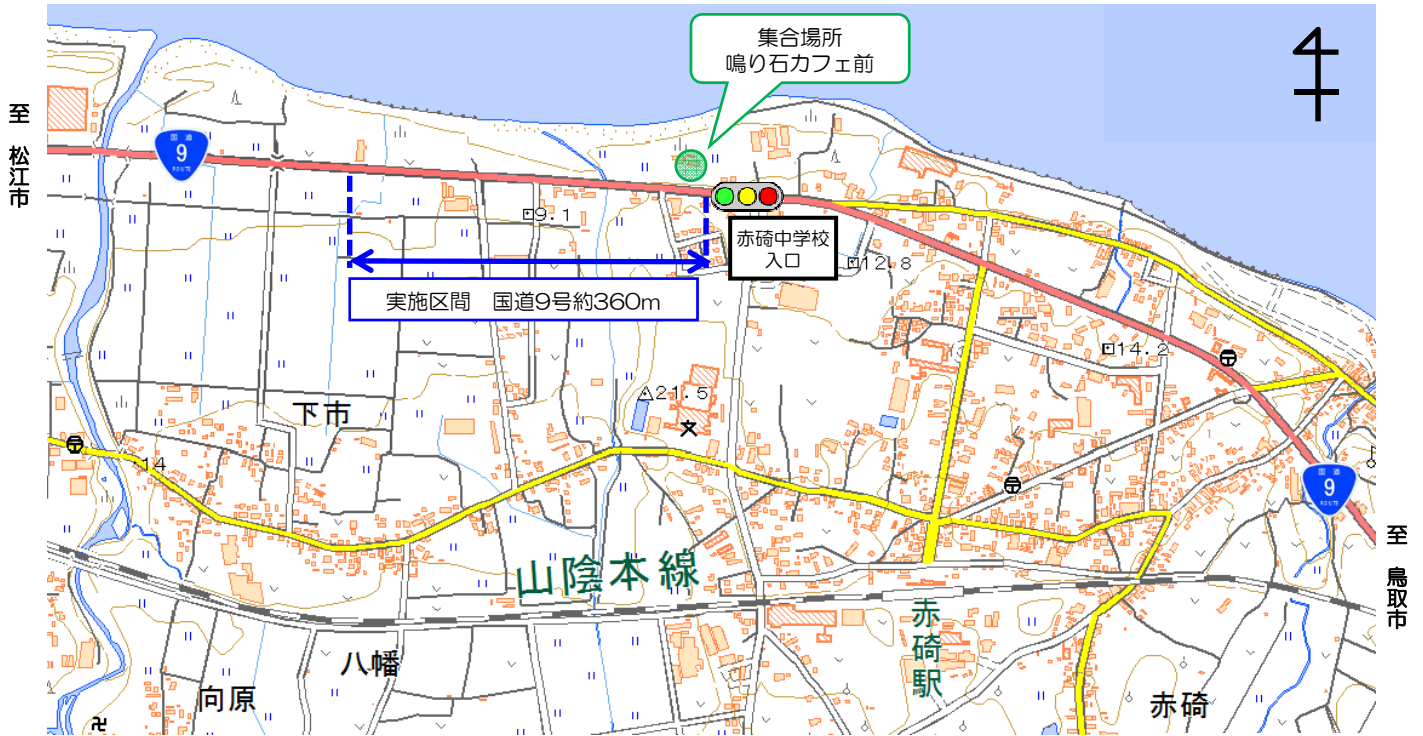 集合場所
鳴り石カフェ前
至 松江市
国道
9
ROUTE
9.1
赤碕中学校
入口
12.8
実施区間 国道9号約360m
14.2
21.5
文
下市
14
国道
9
ROUTE
至 鳥取市
山陰本線
赤碕駅
八幡
向原
赤碕